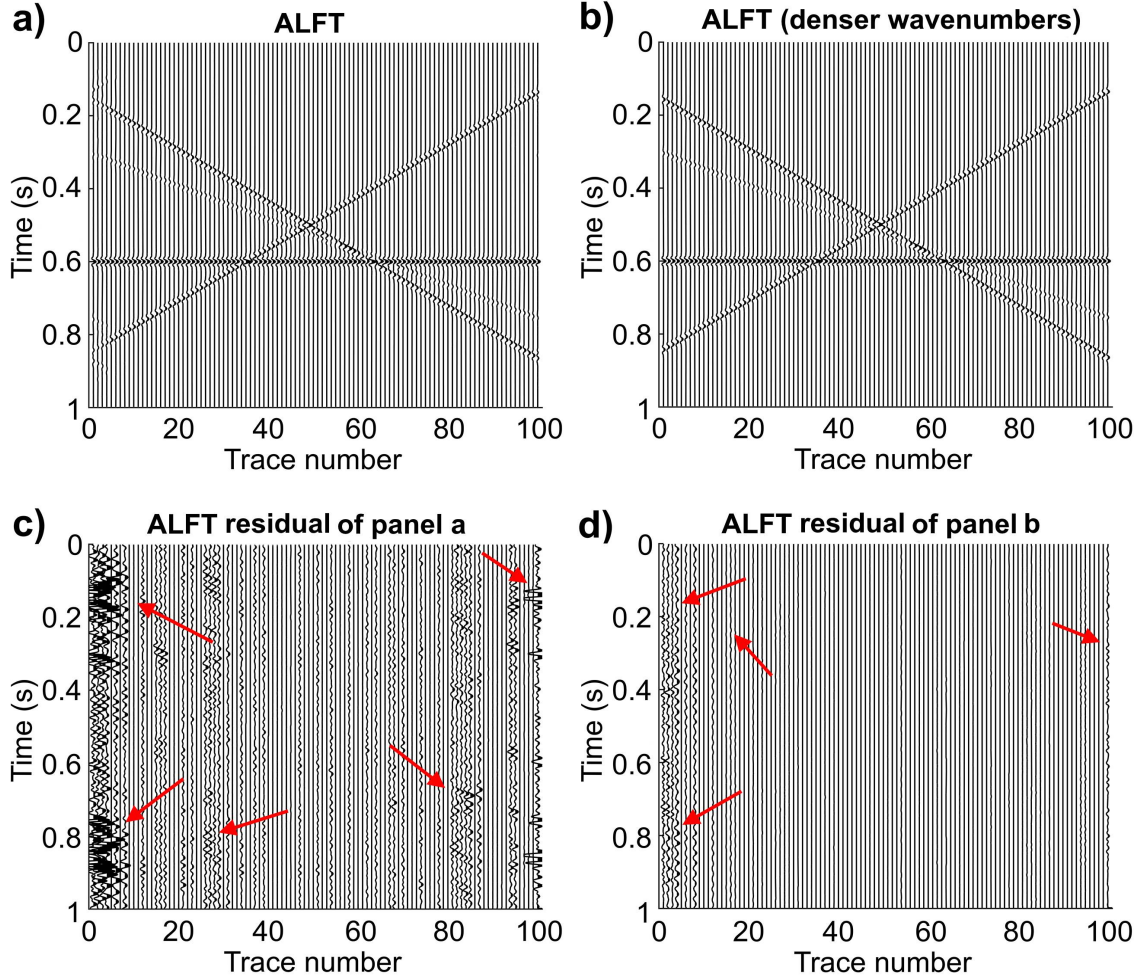 a)
ALFT
0
0.2
0.4
0.6
0.8
1
Time (s)
0 20 40 60 80 100
Trace number
b)
ALFT (denser wavenumbers)
0
0.2
0.4
0.6
0.8
1
Time (s)
0 20 40 60 80 100
Trace number
c)
ALFT residual of panel a
0
0.2
0.4
0.6
0.8
1
Time (s)
0 20 40 60 80 100
Trace number
d)
ALFT residual of panel b
0
0.2
0.4
0.6
0.8
1
Time (s)
0 20 40 60 80 100
Trace number